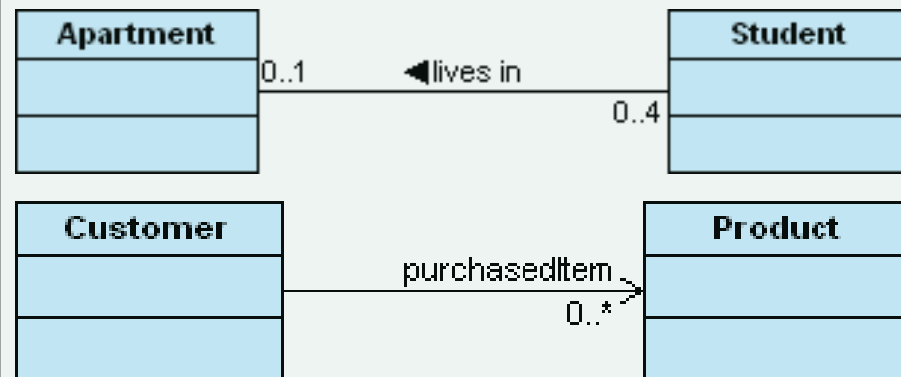 Apartment
Student
0..1
◀lives in
0..4
Customer
Product
purchasedItem
0..*